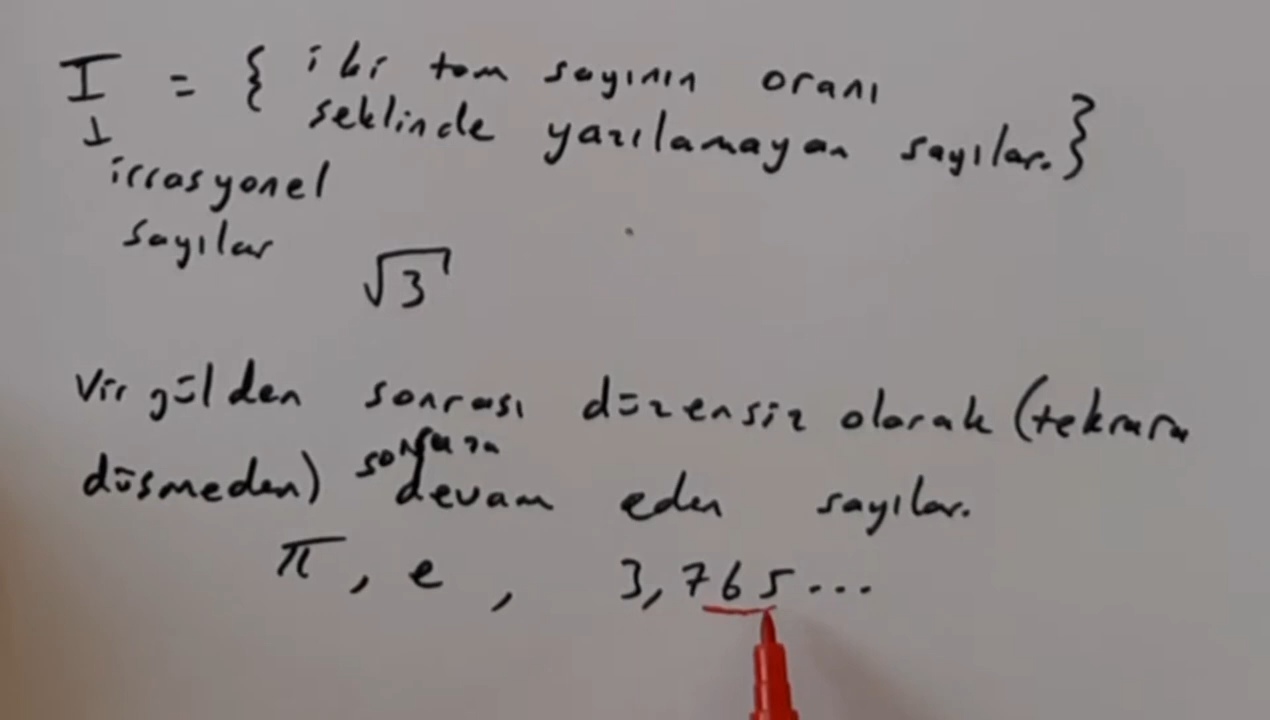 I = { iki tam sayının oranı
şeklinde yazılamayan sayılar. }
↓
irrasyonel
sayılar
√3
Virgülden sonrası düzensiz olarak (tekrara
düşmeden) sonsuza devam eden sayılar.
π, e, 3,765...